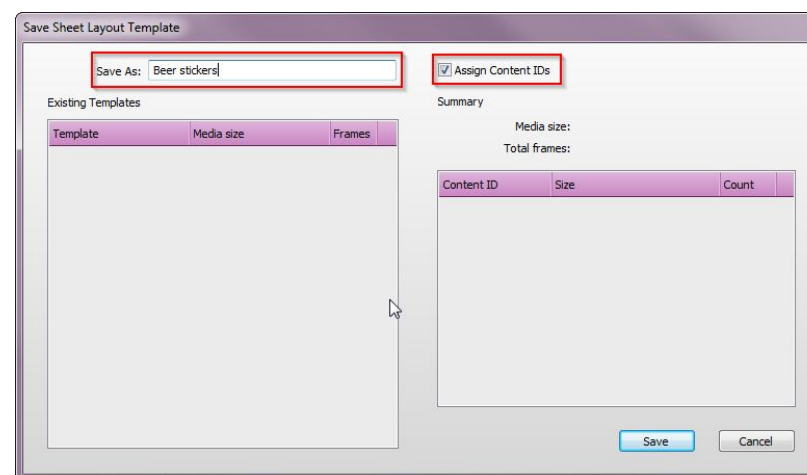 Save Sheet Layout Template
Save As: Beer stickers
Assign Content IDs
Existing Templates
Summary
Template Media size Frames
Media size:
Total frames:
Content ID Size Count
Save Cancel